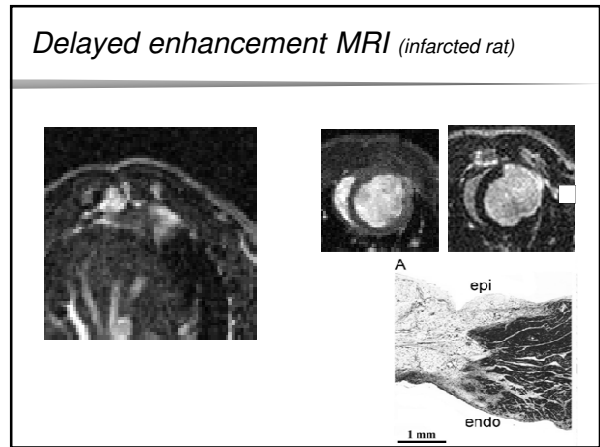 Delayed enhancement MRI (infarcted rat)
A
epi
endo
1 mm